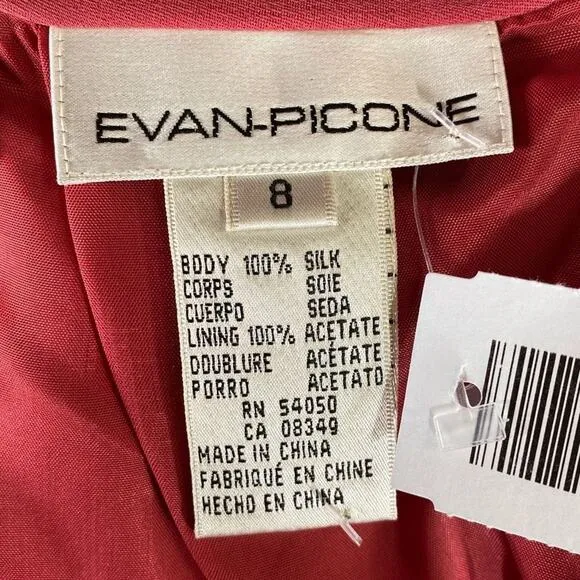 EVAN-PICONE
8
BODY 100% SILK
CORPS SOIE
CUERPO SEDA
LINING 100% ACETATE
DOUBLURE ACÉTATE
PORRO ACETATO
RN 54050
CA 08349
MADE IN CHINA
FABRIQUÉ EN CHINE
HECHO EN CHINA